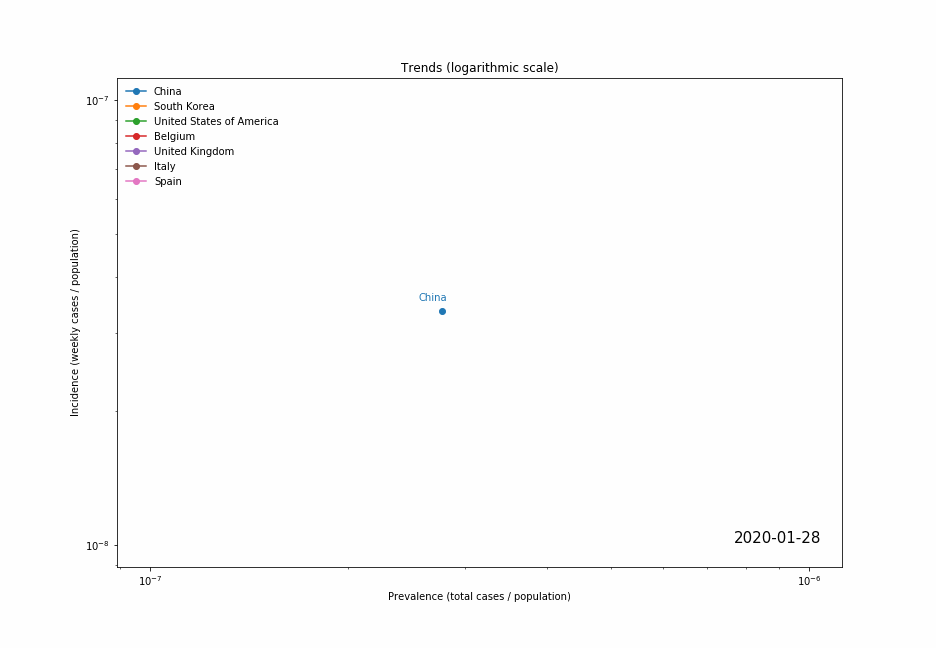 Trends (logarithmic scale)
China
South Korea
United States of America
Belgium
United Kingdom
Italy
Spain
10⁻⁷
Incidence (weekly cases / population)
China
10⁻⁸
2020-01-28
10⁻⁷
10⁻⁶
Prevalence (total cases / population)